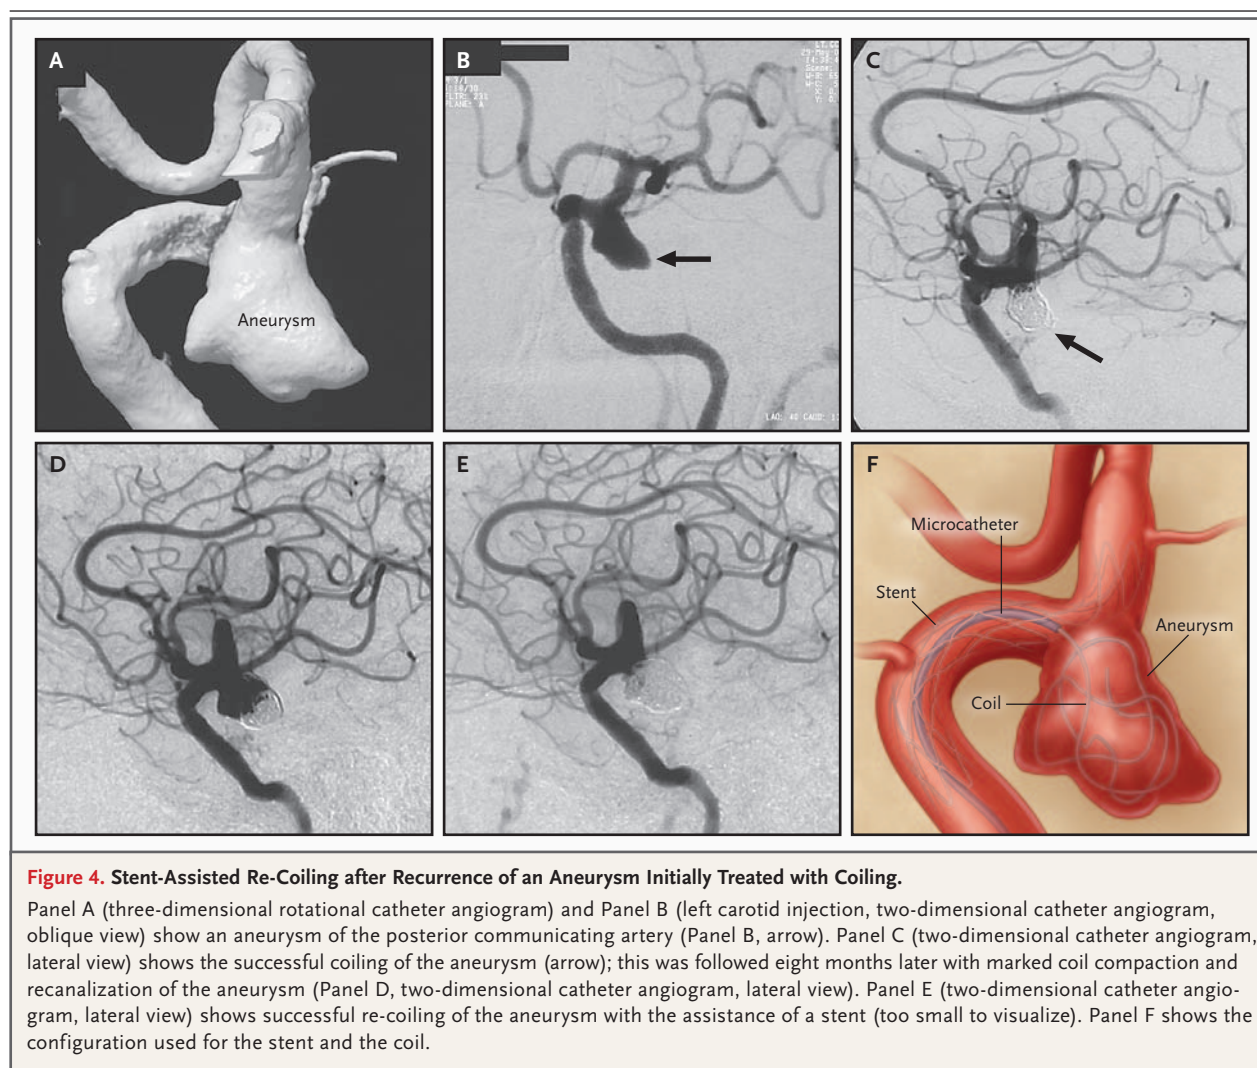 A
Aneurysm
B
PLANE: A
LAO: 40 CAUD: 1
C
D
E
F
Microcatheter
Stent
Aneurysm
Coil
Figure 4. Stent-Assisted Re-Coiling after Recurrence of an Aneurysm Initially Treated with Coiling.
Panel A (three-dimensional rotational catheter angiogram) and Panel B (left carotid injection, two-dimensional catheter angiogram,
oblique view) show an aneurysm of the posterior communicating artery (Panel B, arrow). Panel C (two-dimensional catheter angiogram,
lateral view) shows the successful coiling of the aneurysm (arrow); this was followed eight months later with marked coil compaction and
recanalization of the aneurysm (Panel D, two-dimensional catheter angiogram, lateral view). Panel E (two-dimensional catheter angio-
gram, lateral view) shows successful re-coiling of the aneurysm with the assistance of a stent (too small to visualize). Panel F shows the
configuration used for the stent and the coil.